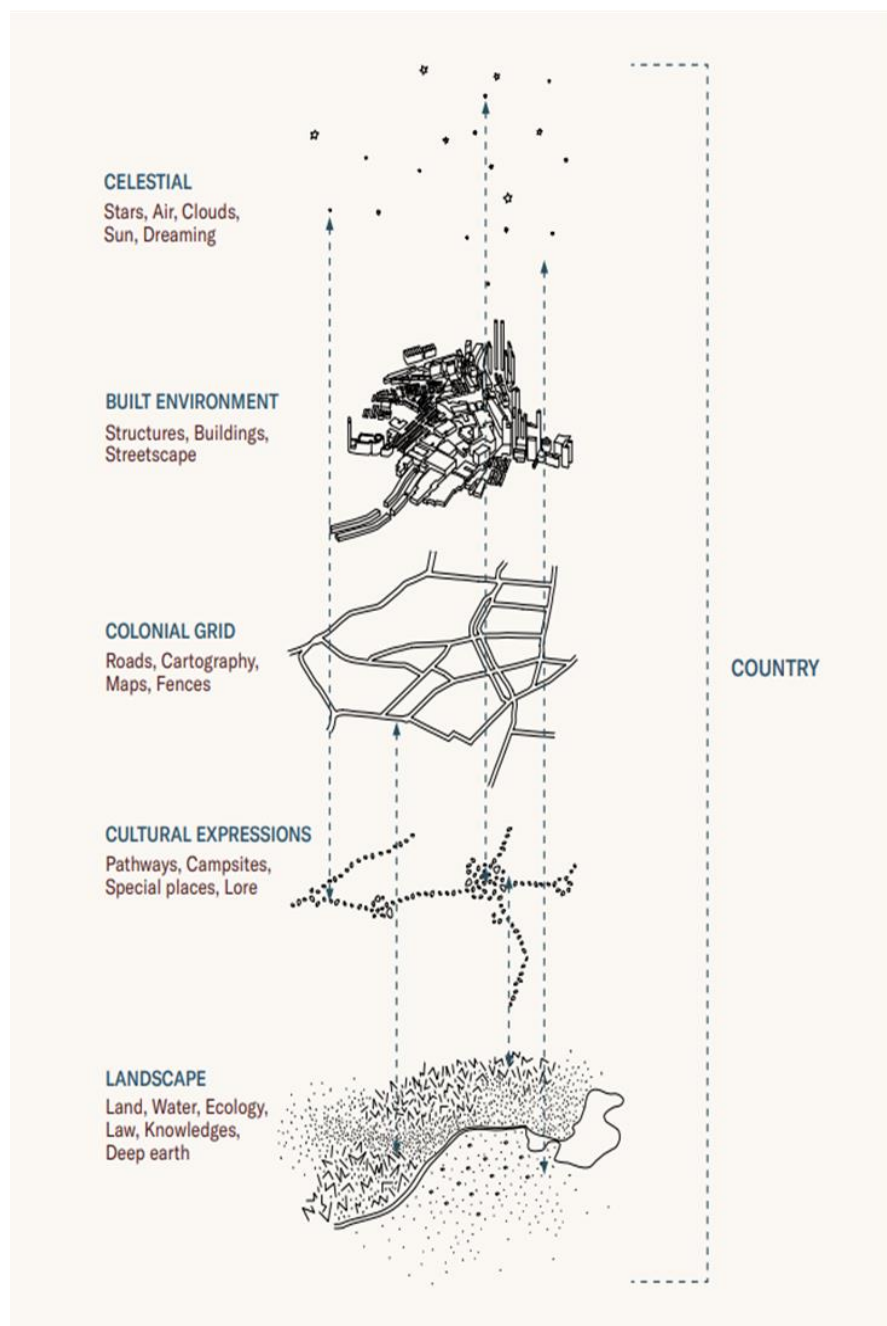 CELESTIAL
Stars, Air, Clouds,
Sun, Dreaming
BUILT ENVIRONMENT
Structures, Buildings,
Streetscape
COLONIAL GRID
Roads, Cartography,
Maps, Fences
COUNTRY
CULTURAL EXPRESSIONS
Pathways, Campsites,
Special places, Lore
LANDSCAPE
Land, Water, Ecology,
Law, Knowledges,
Deep earth